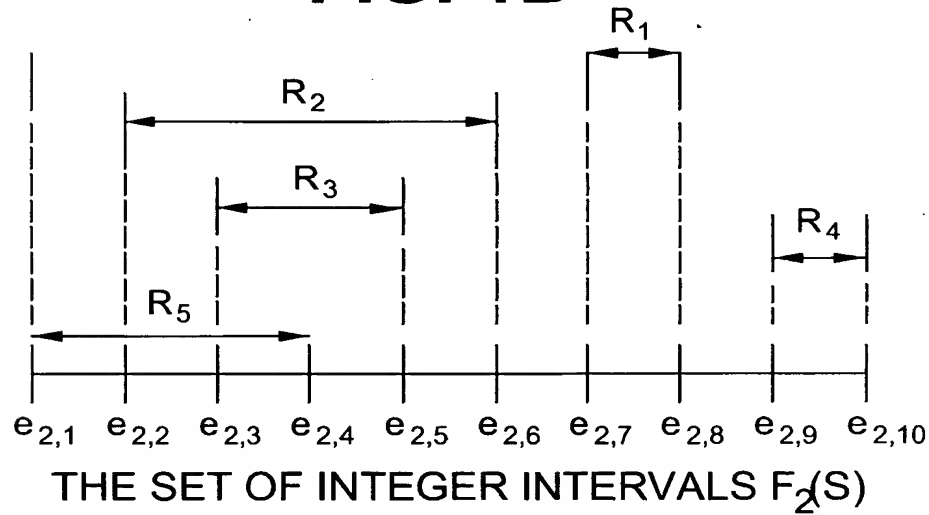 R₁
R₂
R₃
R₄
R₅
e₂,₁ e₂,₂ e₂,₃ e₂,₄ e₂,₅ e₂,₆ e₂,₇ e₂,₈ e₂,₉ e₂,₁₀
THE SET OF INTEGER INTERVALS F₂(S)